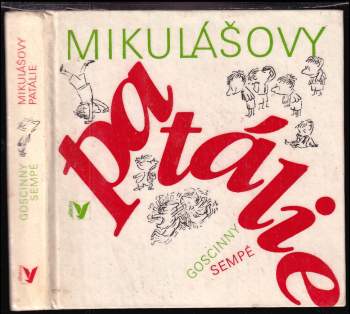 MIKULÁŠOVY
PATÁLIE
GOSCINNY
SEMPÉ
MIKULÁŠOVY
patálie
GOSCINNY
SEMPÉ